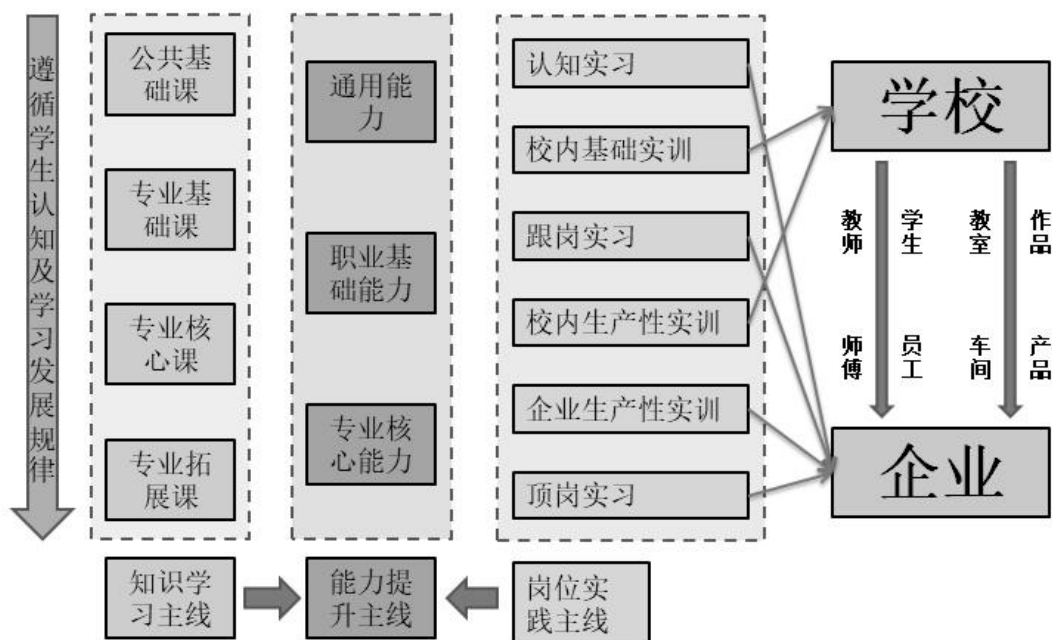 遵循学生认知及学习发展规律
公共基
础课
专业基
础课
专业核
心课
专业拓
展课
知识学
习主线
通用能
力
职业基
础能力
专业核
心能力
能力提
升主线
认知实习
校内基础实训
跟岗实习
校内生产性实训
企业生产性实训
顶岗实习
岗位实
践主线
学校
教师
学生
教室
作品
师傅
员工
车间
产品
企业